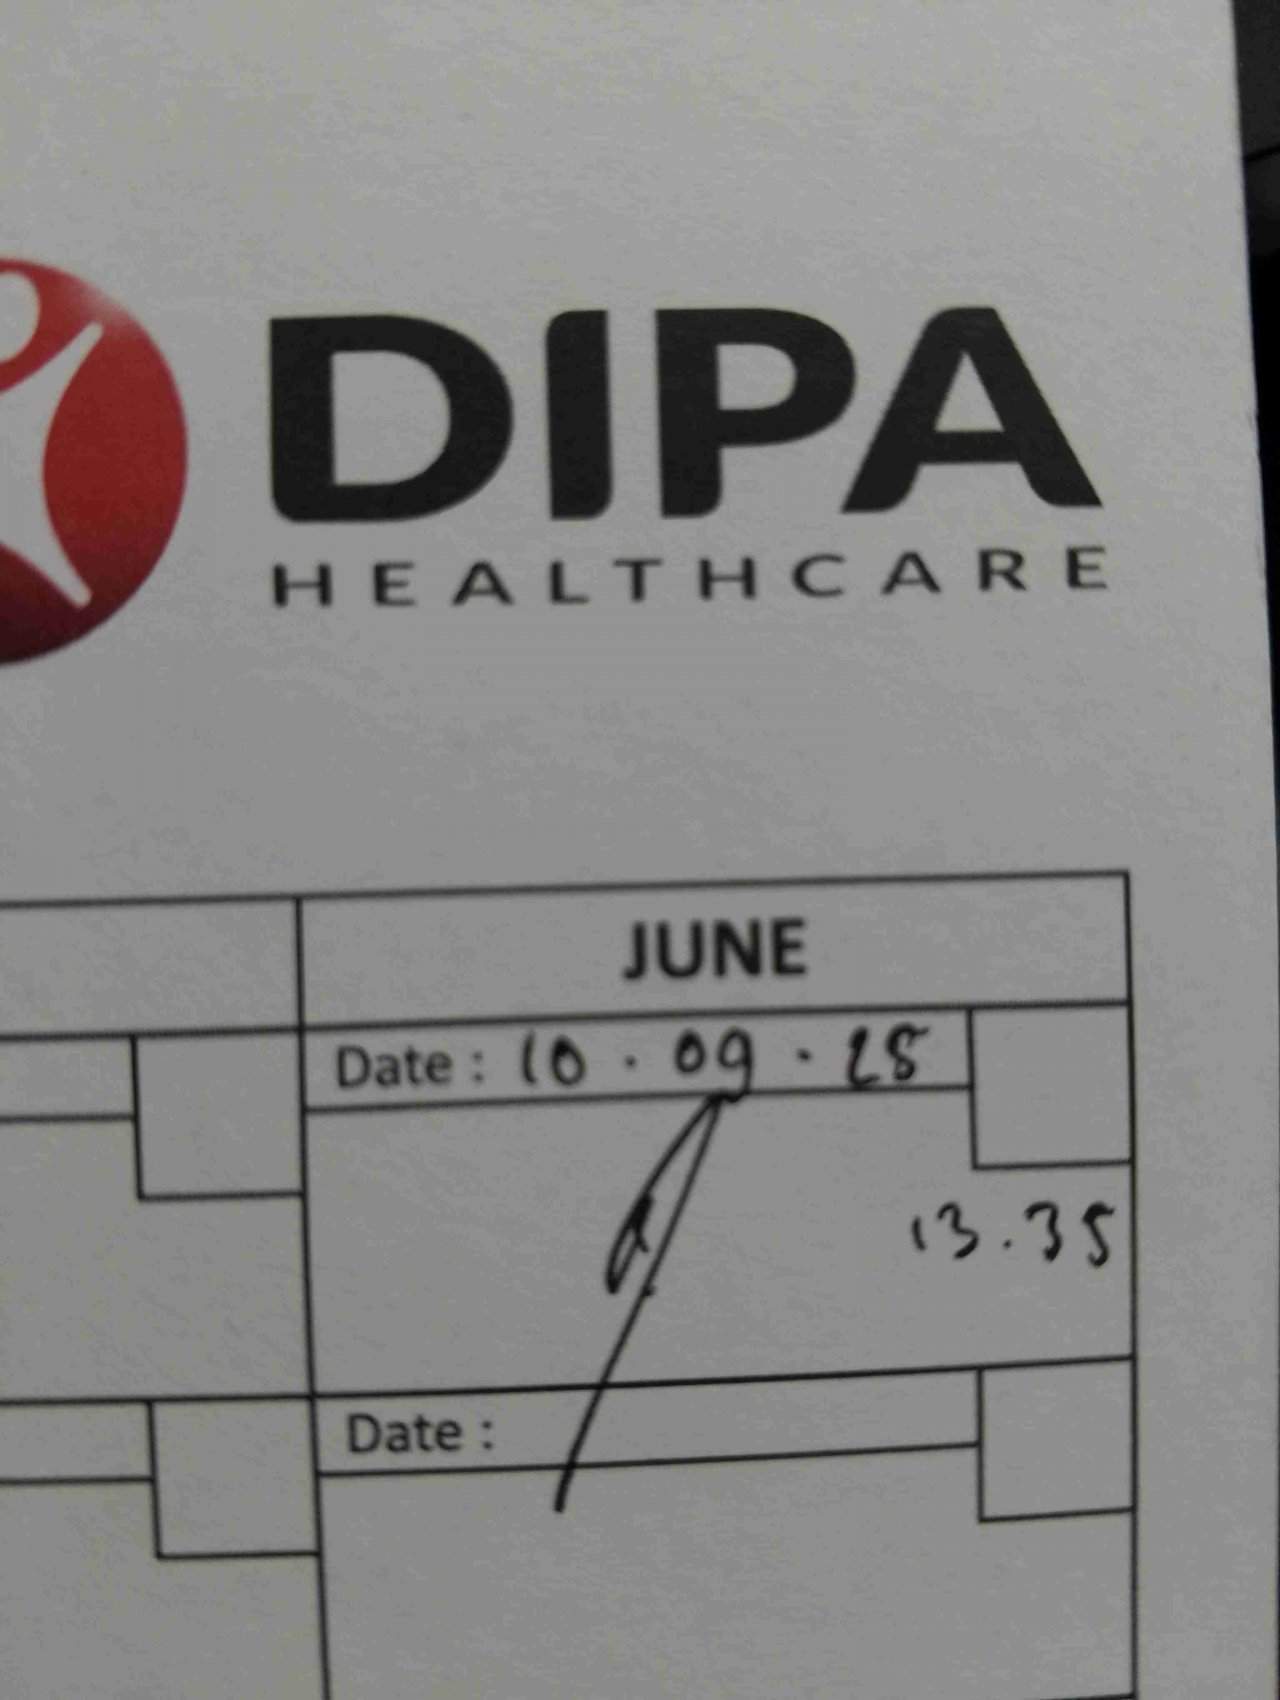 DIPA
HEALTHCARE
JUNE
Date : 10 . 09 . 25
13.35
Date :